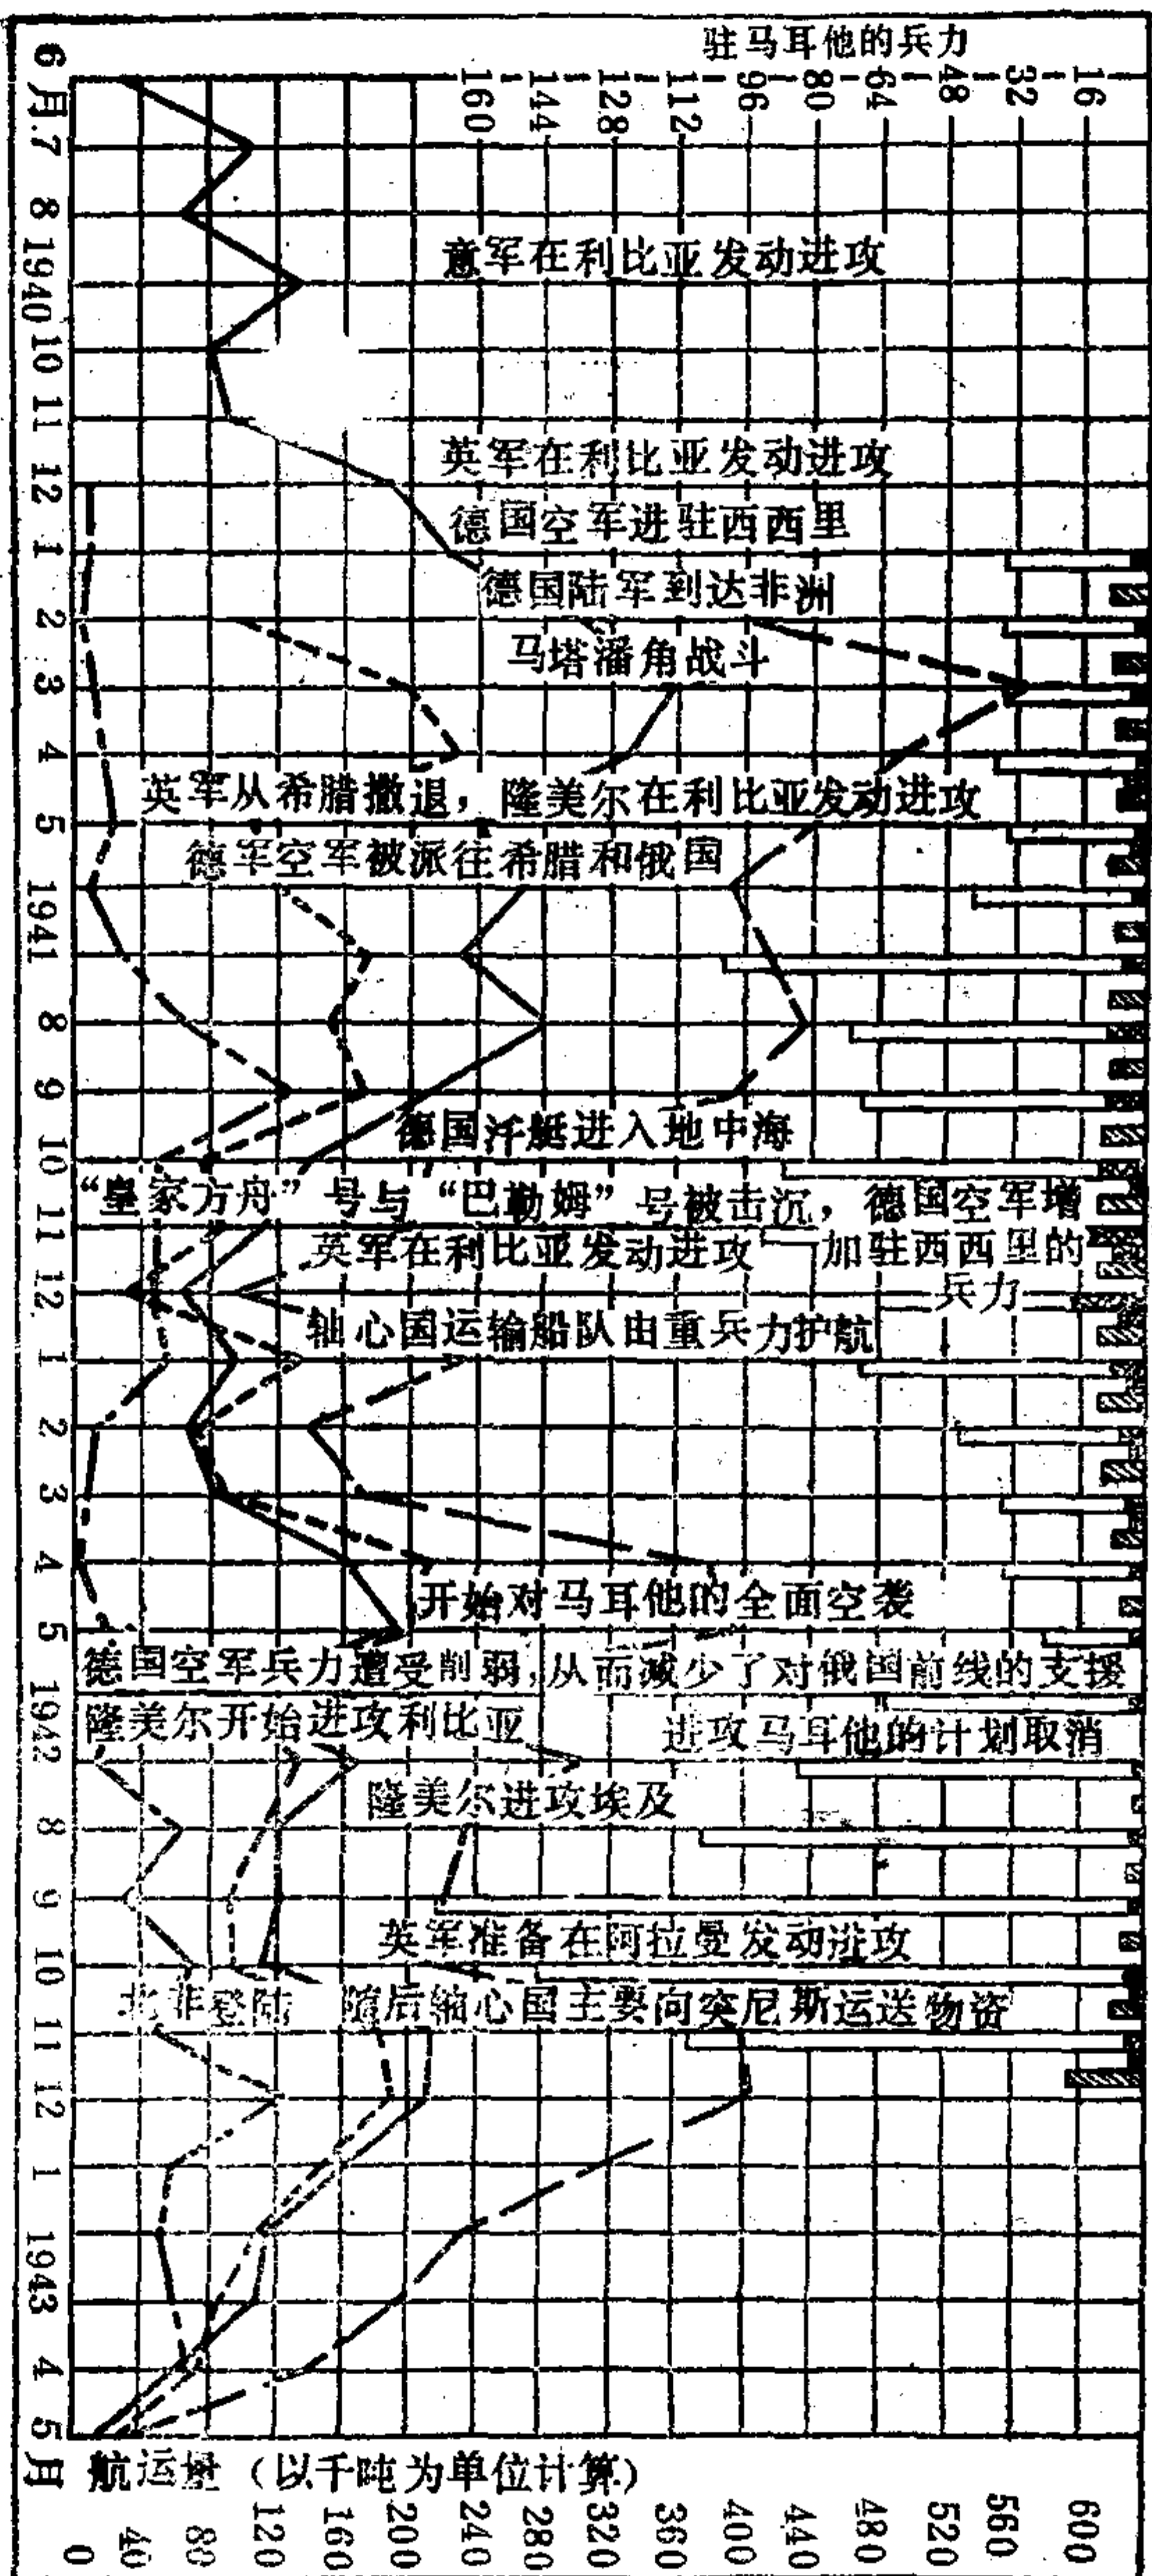 驻马耳他的兵力
160 144 128 112 96 80 64 48 32 16
6月
7
8
1940
10
11
12
1
2
3
4
5
1941
8
9
10
11
12
1
2
3
4
5
1942
8
9
10
11
12
1
1943
4
5月
意军在利比亚发动进攻
英军在利比亚发动进攻
德国空军进驻西西里
德国陆军到达非洲
马塔潘角战斗
英军从希腊撤退，隆美尔在利比亚发动进攻
德军空军被派往希腊和俄国
德国汙艇进入地中海
“皇家方舟”号与“巴勒姆”号被击沉，德国空军增
英军在利比亚发动进攻 加驻西西里的
兵力
轴心国运输船队由重兵力护航
开始对马耳他的全面空袭
德国空军兵力遭受削弱，从而减少了对俄国前线的支援
隆美尔开始进攻利比亚 进攻马耳他的计划取消
隆美尔进攻埃及
英军准备在阿拉曼发动进攻
北非登陆 随后轴心国主要向突尼斯运送物资
航运量（以千吨为单位计算）
0 40 80 120 160 200 240 280 320 360 400 440 480 520 560 600